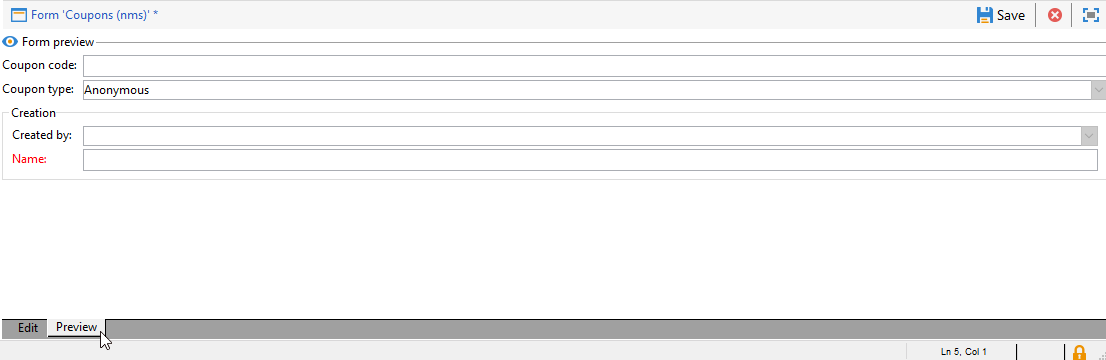 Form 'Coupons (nms)' *
Save
Form preview
Coupon code:
Coupon type: Anonymous
Creation
Created by:
Name:
Edit Preview
Ln 5, Col 1